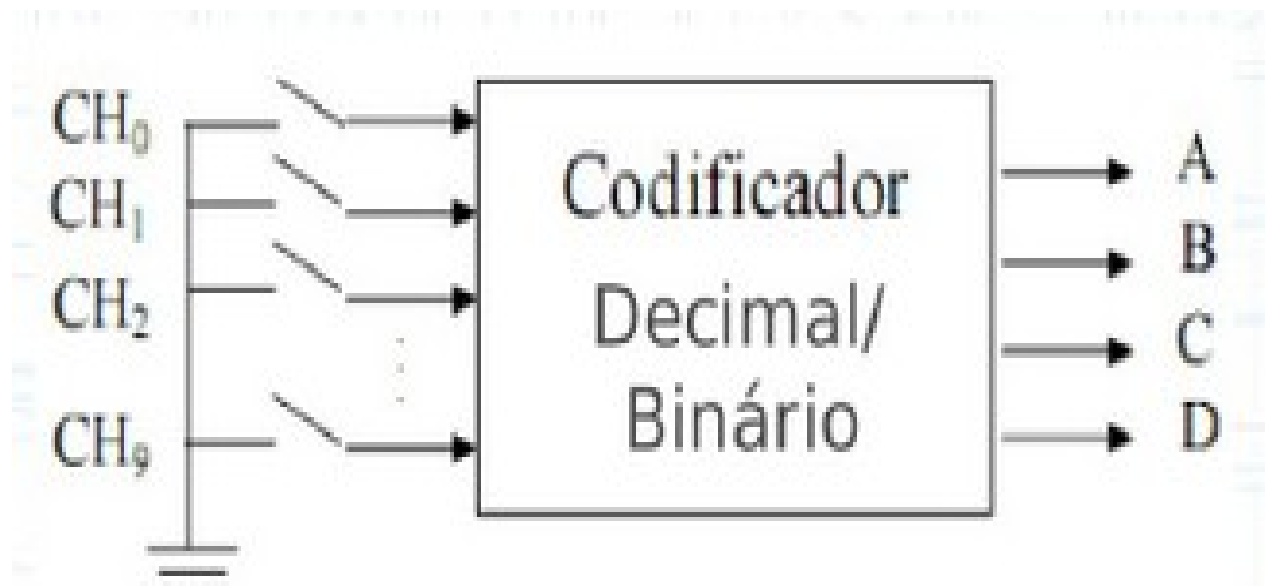 CH₀
CH₁
CH₂
CH₉
Codificador
Decimal/
Binário
A
B
C
D